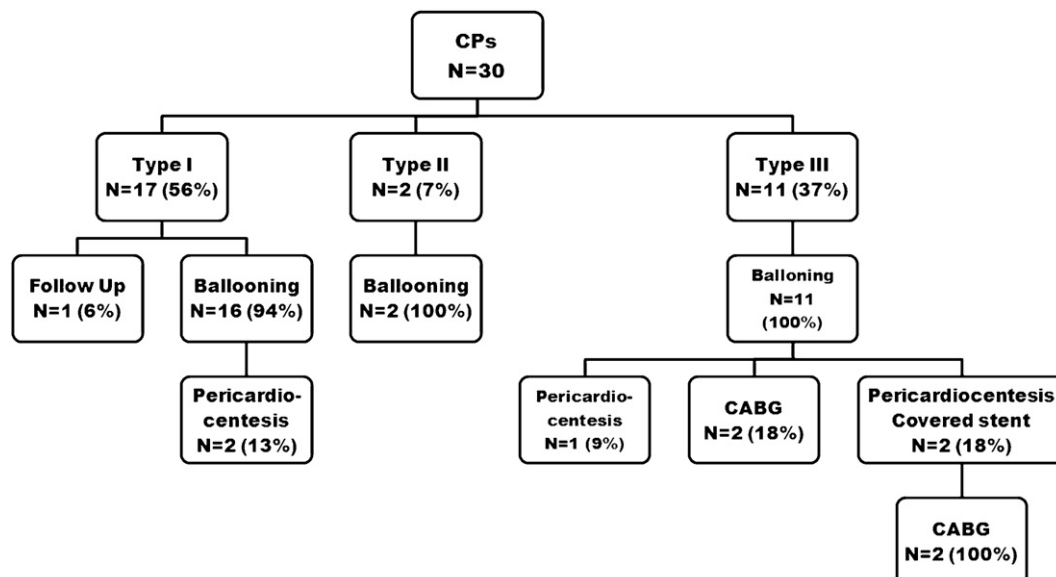 CPs
N=30
Type I
N=17 (56%)
Type II
N=2 (7%)
Type III
N=11 (37%)
Follow Up
N=1 (6%)
Ballooning
N=16 (94%)
Ballooning
N=2 (100%)
Balloning
N=11
(100%)
Pericardio-
centesis
N=2 (13%)
Pericardio-
centesis
N=1 (9%)
CABG
N=2 (18%)
Pericardiocentesis
Covered stent
N=2 (18%)
CABG
N=2 (100%)